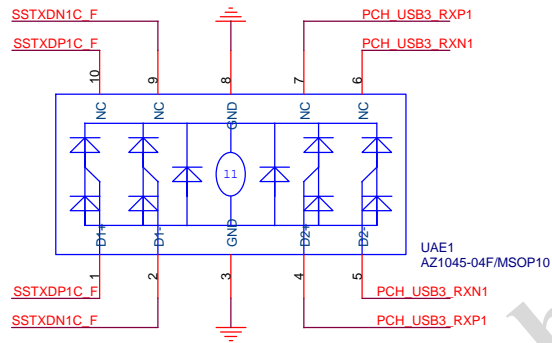 SSTXDN1C_F
PCH_USB3_RXP1
SSTXDP1C_F
PCH_USB3_RXN1
10
9
8
7
6
NC
NC
GND
NC
NC
11
D1+
D1-
GND
D2+
D2-
UAE1
AZ1045-04F/MSOP10
1
2
3
4
5
SSTXDP1C_F
PCH_USB3_RXN1
SSTXDN1C_F
PCH_USB3_RXP1